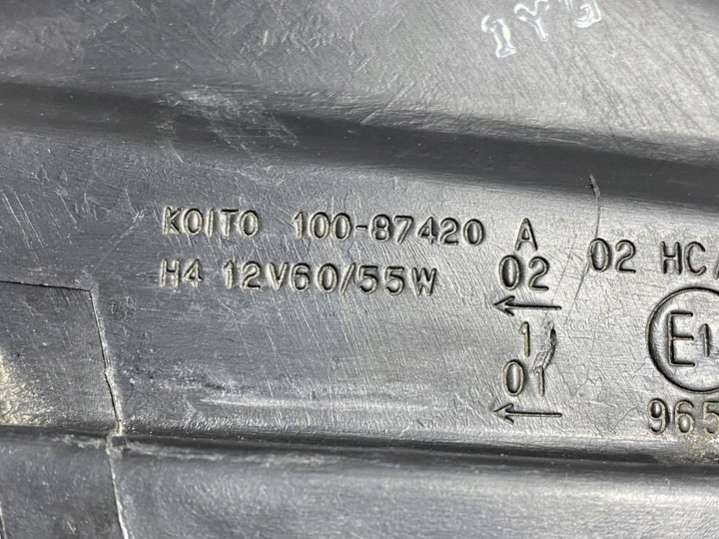 KOITO 100-87420
H4 12V60/55W
A
02
←
1
01
←
02 HC/
E1
965